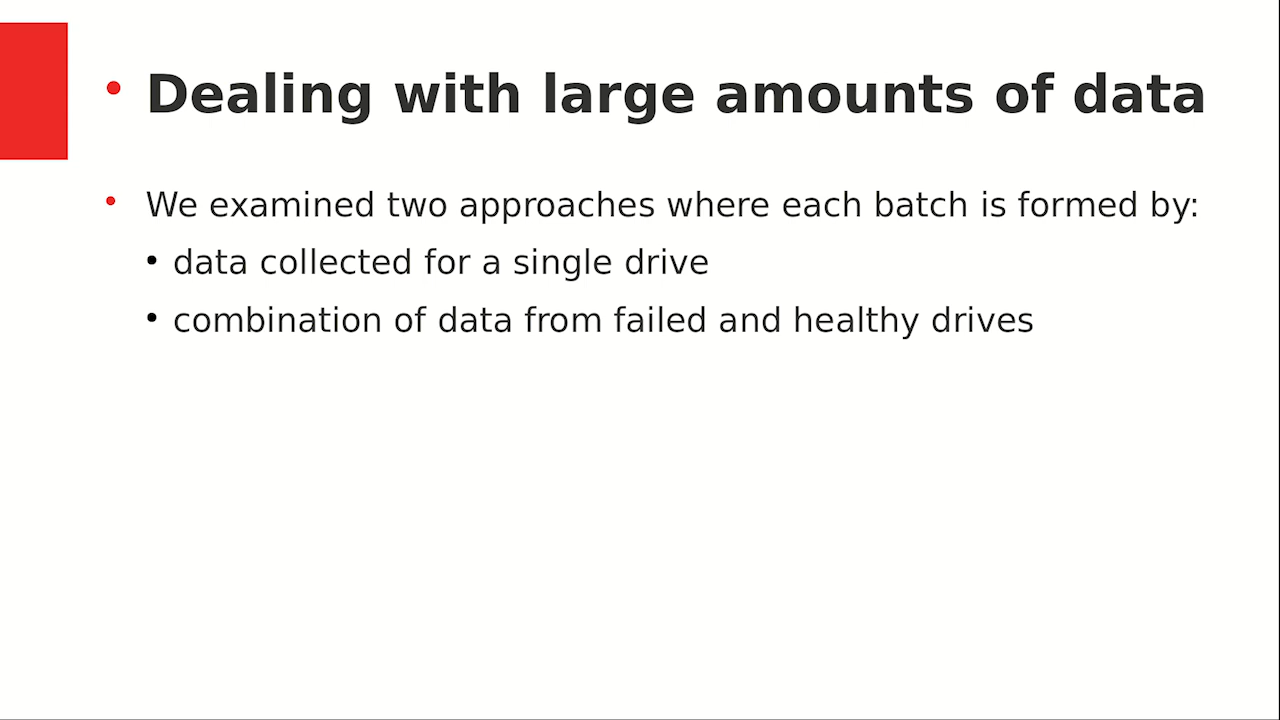 • Dealing with large amounts of data
• We examined two approaches where each batch is formed by:
• data collected for a single drive
• combination of data from failed and healthy drives